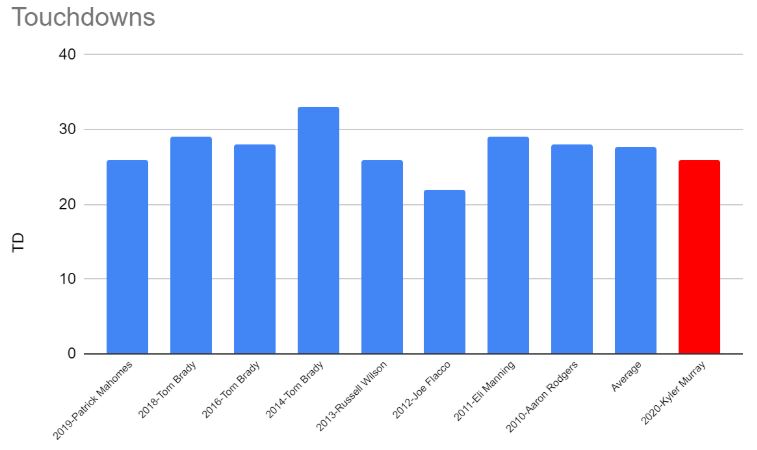 Touchdowns
40
30
20
10
0
TD
2019-Patrick Mahomes
2018-Tom Brady
2016-Tom Brady
2014-Tom Brady
2013-Russell Wilson
2012-Joe Flacco
2011-Eli Manning
2010-Aaron Rodgers
Average
2020-Kyler Murray